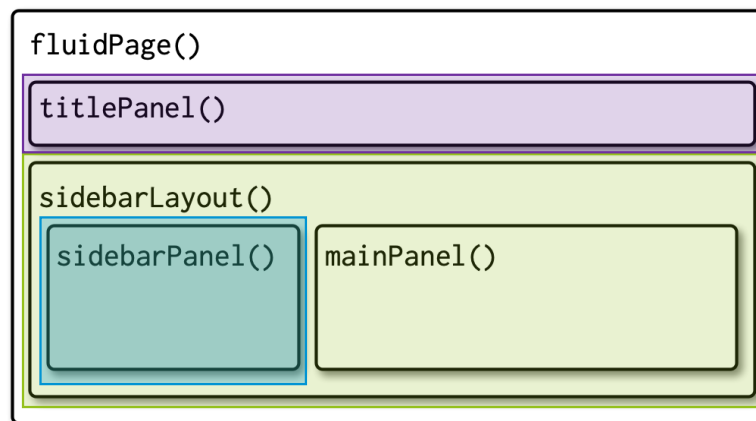 fluidPage()
titlePanel()
sidebarLayout()
sidebarPanel()
mainPanel()